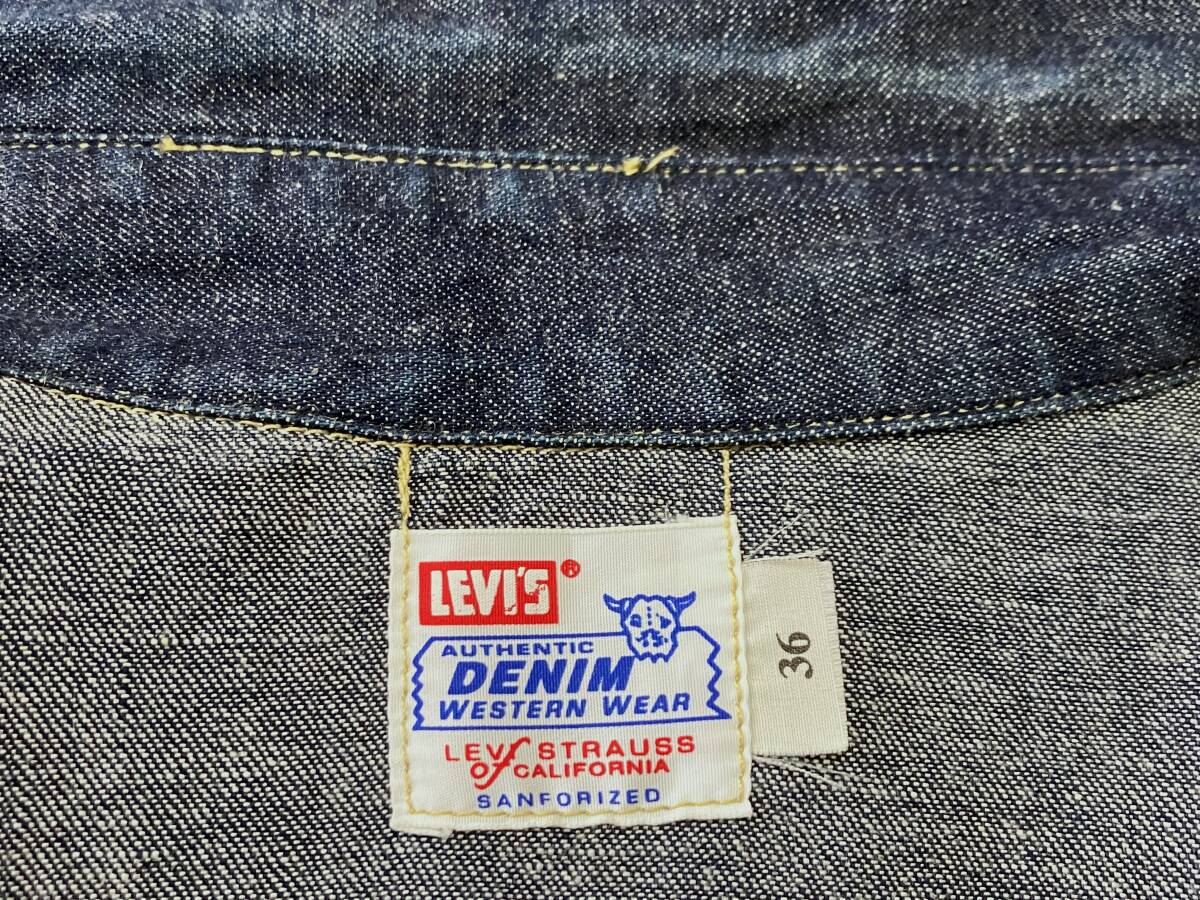 LEVI'S ®
AUTHENTIC
DENIM
WESTERN WEAR
LEVI STRAUSS
of CALIFORNIA
SANFORIZED
36